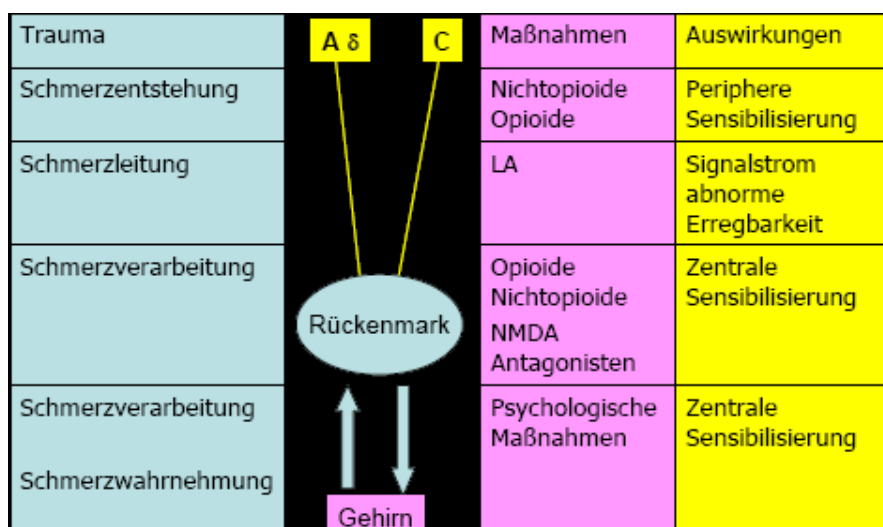 Trauma
A δ
C
Maßnahmen
Auswirkungen
Schmerzentstehung
Nichtopioide
Opioide
Periphere
Sensibilisierung
Schmerzleitung
LA
Signalstrom
abnorme
Erregbarkeit
Schmerzverarbeitung
Rückenmark
Opioide
Nichtopioide
NMDA
Antagonisten
Zentrale
Sensibilisierung
Schmerzverarbeitung
Schmerzwahrnehmung
Gehirn
Psychologische
Maßnahmen
Zentrale
Sensibilisierung